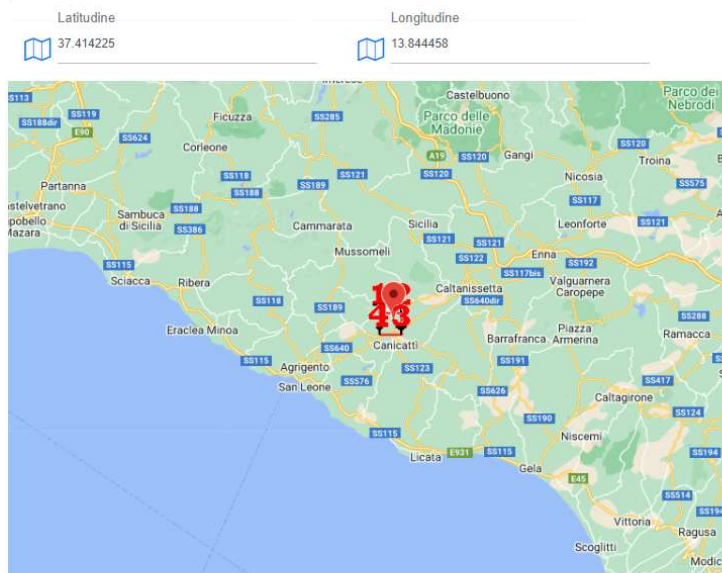 Latitudine
Longitudine
37.414225
13.844458
SS113
SS119
SS188dir
E90
SS624
Ficuzza
Corleone
SS285
Castelbuono
Parco delle
Madonie
Parco dei
Nebrodi
A19
SS120
SS120
Gangi
SS120
Troina
Partanna
SS118
SS188
SS121
SS189
Nicosia
SS575
SS117
Sambuca
di Sicilia
SS188
SS386
Cammarata
Sicilia
SS121
Leonforte
SS121
Mazara
Mussomeli
SS121
SS122
Enna
SS192
SS115
Sciacca
Ribera
SS118
SS189
Caltanissetta
SS117bis
SS640dir
Valguarnera
Caropepe
SS288
43
Eraclea Minoa
SS640
Canicattì
Barrafranca
Piazza
Armerina
Ramacca
SS115
Agrigento
San Leone
SS576
SS123
SS191
SS626
SS417
Caltagirone
SS124
SS190
SS115
Niscemi
SS194
Licata
E931
SS115
Gela
E45
SS514
SS194
Vittoria
Ragusa
Scoglitti
Modic